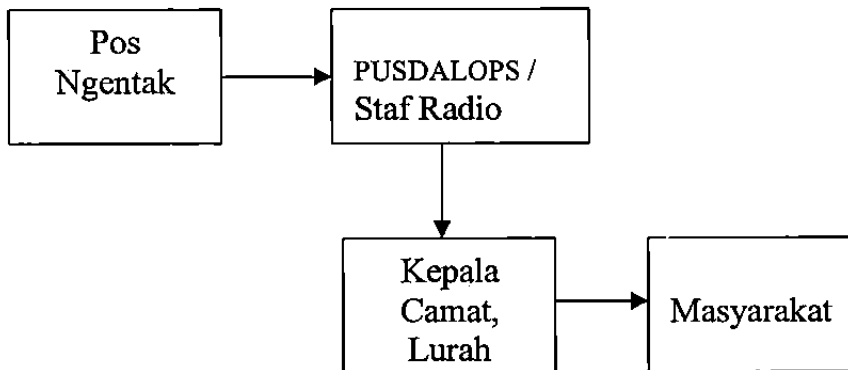 Pos
Ngentak
PUSDALOPS /
Staf Radio
Kepala
Camat,
Lurah
Masyarakat